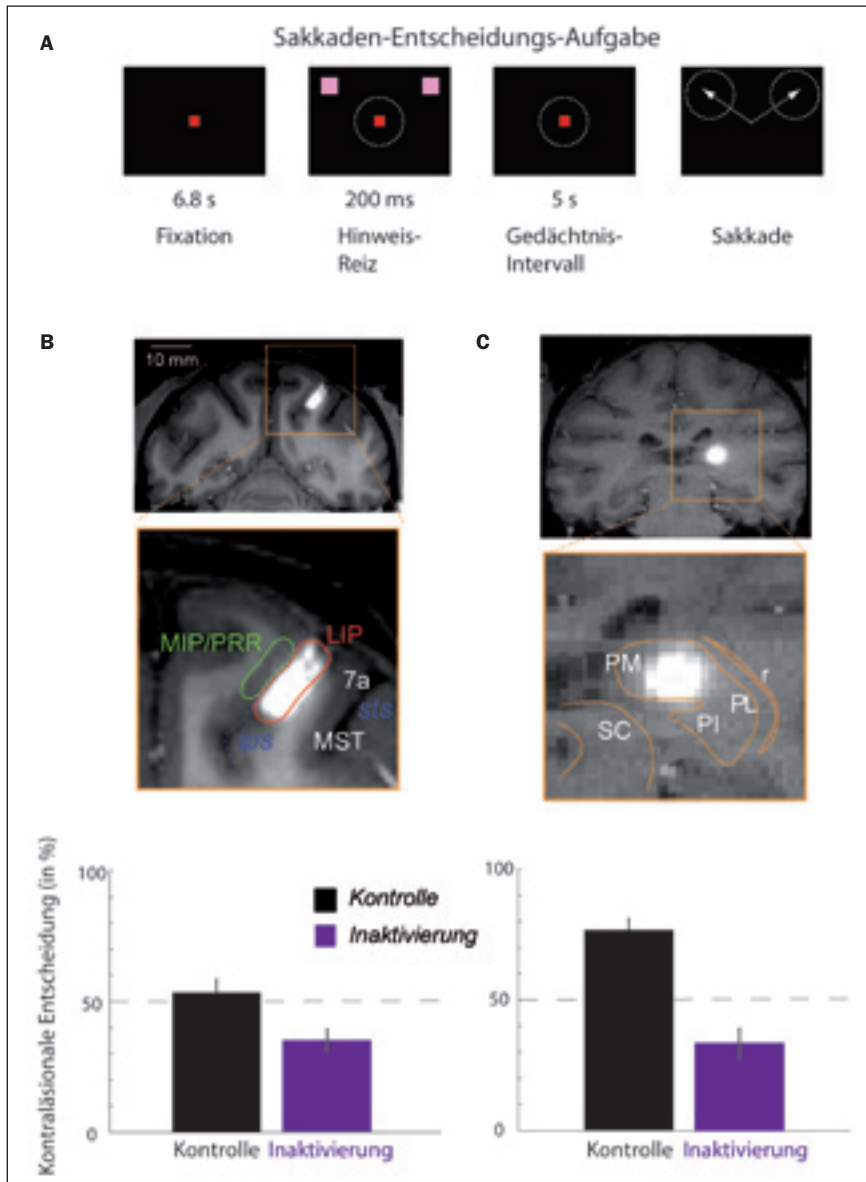 A
Sakkaden-Entscheidungs-Aufgabe
6.8 s
200 ms
5 s
Fixation
Hinweis-
Reiz
Gedächtnis-
Intervall
Sakkade
B
C
10 mm
MIP/PRR
LIP
7a
sts
ips
MST
PM
r
PL
PI
SC
Kontraläsionale Entscheidung (in %)
100
50
0
Kontrolle
Inaktivierung
Kontrolle
Inaktivierung
100
50
0
Kontrolle
Inaktivierung